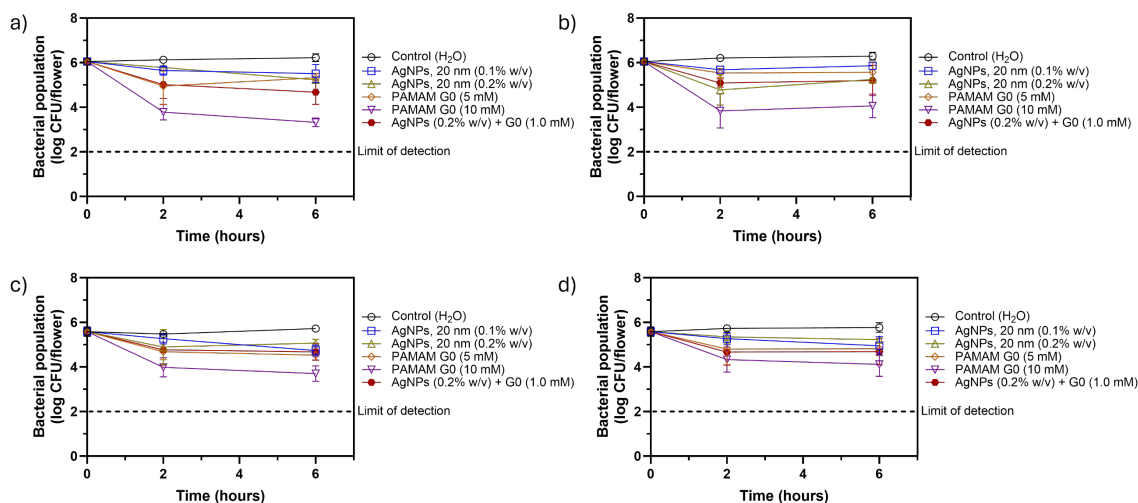 a)
Bacterial population
(log CFU/flower)
8
6
4
2
0
0 2 4 6
Time (hours)
Control (H₂O)
AgNPs, 20 nm (0.1% w/v)
AgNPs, 20 nm (0.2% w/v)
PAMAM G0 (5 mM)
PAMAM G0 (10 mM)
AgNPs (0.2% w/v) + G0 (1.0 mM)
Limit of detection
b)
Bacterial population
(log CFU/flower)
8
6
4
2
0
0 2 4 6
Time (hours)
Control (H₂O)
AgNPs, 20 nm (0.1% w/v)
AgNPs, 20 nm (0.2% w/v)
PAMAM G0 (5 mM)
PAMAM G0 (10 mM)
AgNPs (0.2% w/v) + G0 (1.0 mM)
Limit of detection
c)
Bacterial population
(log CFU/flower)
8
6
4
2
0
0 2 4 6
Time (hours)
Control (H₂O)
AgNPs, 20 nm (0.1% w/v)
AgNPs, 20 nm (0.2% w/v)
PAMAM G0 (5 mM)
PAMAM G0 (10 mM)
AgNPs (0.2% w/v) + G0 (1.0 mM)
Limit of detection
d)
Bacterial population
(log CFU/flower)
8
6
4
2
0
0 2 4 6
Time (hours)
Control (H₂O)
AgNPs, 20 nm (0.1% w/v)
AgNPs, 20 nm (0.2% w/v)
PAMAM G0 (5 mM)
PAMAM G0 (10 mM)
AgNPs (0.2% w/v) + G0 (1.0 mM)
Limit of detection